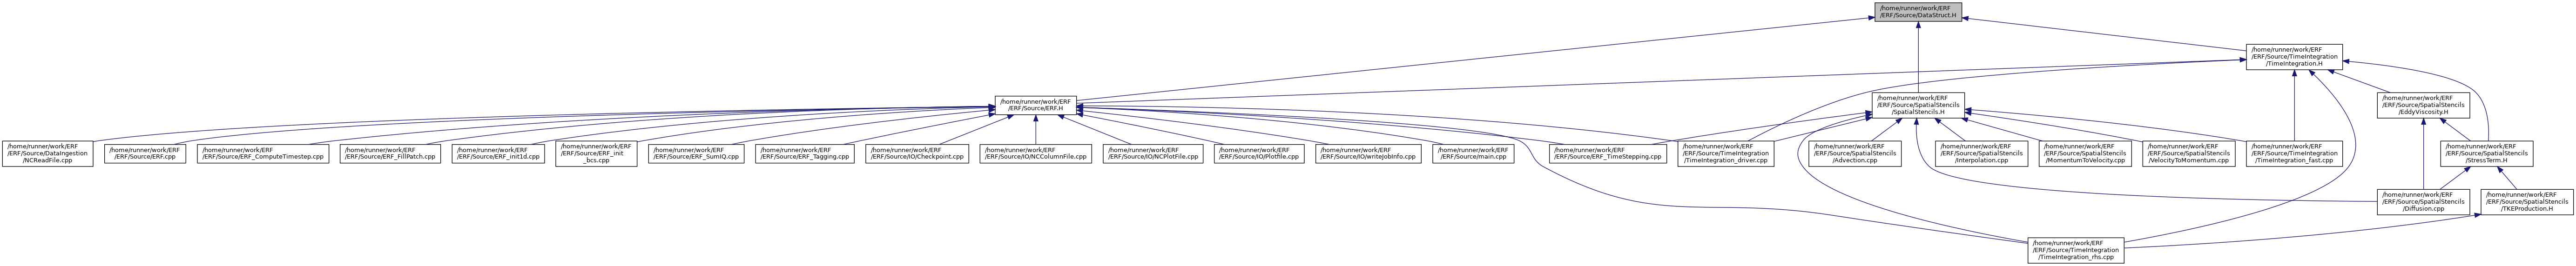 /home/runner/work/ERF
/ERF/Source/DataStruct.H
/home/runner/work/ERF
/ERF/Source/TimeIntegration
/TimeIntegration.H
/home/runner/work/ERF
/ERF/Source/ERF.H
/home/runner/work/ERF
/ERF/Source/SpatialStencils
/SpatialStencils.H
/home/runner/work/ERF
/ERF/Source/SpatialStencils
/EddyViscosity.H
/home/runner/work/ERF
/ERF/Source/DataIngestion
/NCReadFile.cpp
/home/runner/work/ERF
/ERF/Source/ERF.cpp
/home/runner/work/ERF
/ERF/Source/ERF_ComputeTimestep.cpp
/home/runner/work/ERF
/ERF/Source/ERF_FillPatch.cpp
/home/runner/work/ERF
/ERF/Source/ERF_init1d.cpp
/home/runner/work/ERF
/ERF/Source/ERF_init
_bcs.cpp
/home/runner/work/ERF
/ERF/Source/ERF_SumIQ.cpp
/home/runner/work/ERF
/ERF/Source/ERF_Tagging.cpp
/home/runner/work/ERF
/ERF/Source/IO/Checkpoint.cpp
/home/runner/work/ERF
/ERF/Source/IO/NCColumnFile.cpp
/home/runner/work/ERF
/ERF/Source/IO/NCPlotFile.cpp
/home/runner/work/ERF
/ERF/Source/IO/Plotfile.cpp
/home/runner/work/ERF
/ERF/Source/IO/writeJobInfo.cpp
/home/runner/work/ERF
/ERF/Source/main.cpp
/home/runner/work/ERF
/ERF/Source/ERF_TimeStepping.cpp
/home/runner/work/ERF
/ERF/Source/TimeIntegration
/TimeIntegration_driver.cpp
/home/runner/work/ERF
/ERF/Source/SpatialStencils
/Advection.cpp
/home/runner/work/ERF
/ERF/Source/SpatialStencils
/Interpolation.cpp
/home/runner/work/ERF
/ERF/Source/SpatialStencils
/MomentumToVelocity.cpp
/home/runner/work/ERF
/ERF/Source/SpatialStencils
/VelocityToMomentum.cpp
/home/runner/work/ERF
/ERF/Source/TimeIntegration
/TimeIntegration_fast.cpp
/home/runner/work/ERF
/ERF/Source/SpatialStencils
/StressTerm.H
/home/runner/work/ERF
/ERF/Source/SpatialStencils
/Diffusion.cpp
/home/runner/work/ERF
/ERF/Source/SpatialStencils
/TKEProduction.H
/home/runner/work/ERF
/ERF/Source/TimeIntegration
/TimeIntegration_rhs.cpp